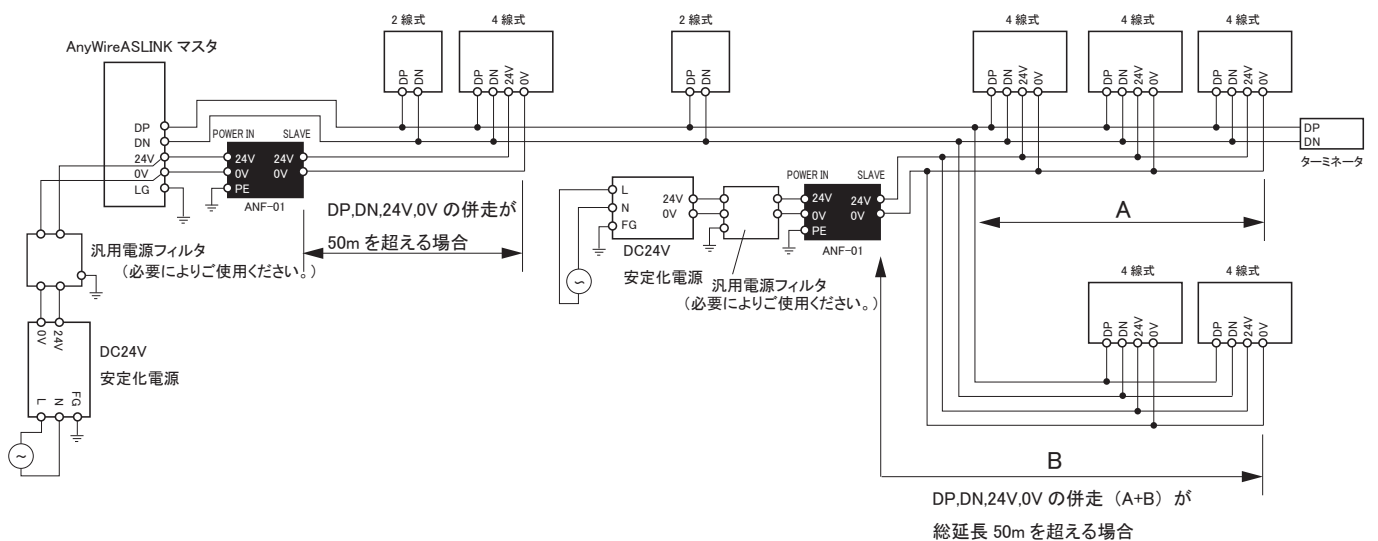 2 線式
4 線式
2 線式
4 線式
4 線式
4 線式
AnyWireASLINK マスタ
DP
DN
DP
DN
24V
0V
DP
DN
DP
DN
24V
0V
DP
DN
24V
0V
DP
DN
24V
0V
DP
DN
24V
0V
LG
POWER IN
SLAVE
24V
0V
PE
24V
0V
ANF-01
DP
DN
ターミネータ
DP,DN,24V,0V の併走が
50m を超える場合
汎用電源フィルタ
（必要によりご使用ください。）
0V
24V
DC24V
安定化電源
L
N
FG
~
L
N
FG
24V
0V
DC24V
安定化電源
~
汎用電源フィルタ
（必要によりご使用ください。）
POWER IN
SLAVE
24V
0V
PE
24V
0V
ANF-01
A
4 線式
4 線式
DP
DN
24V
0V
DP
DN
24V
0V
B
DP,DN,24V,0V の併走（A+B）が
総延長 50m を超える場合